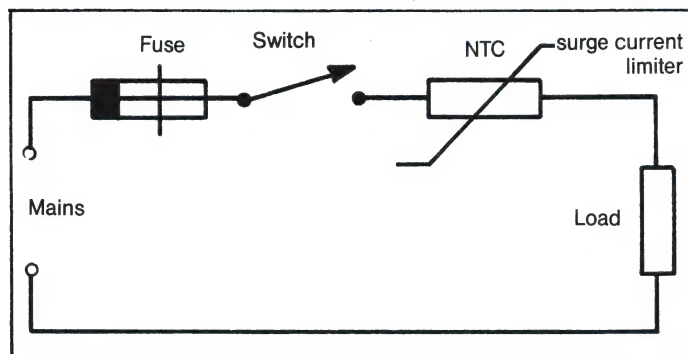 Fuse
Switch
NTC
surge current
limiter
Mains
Load